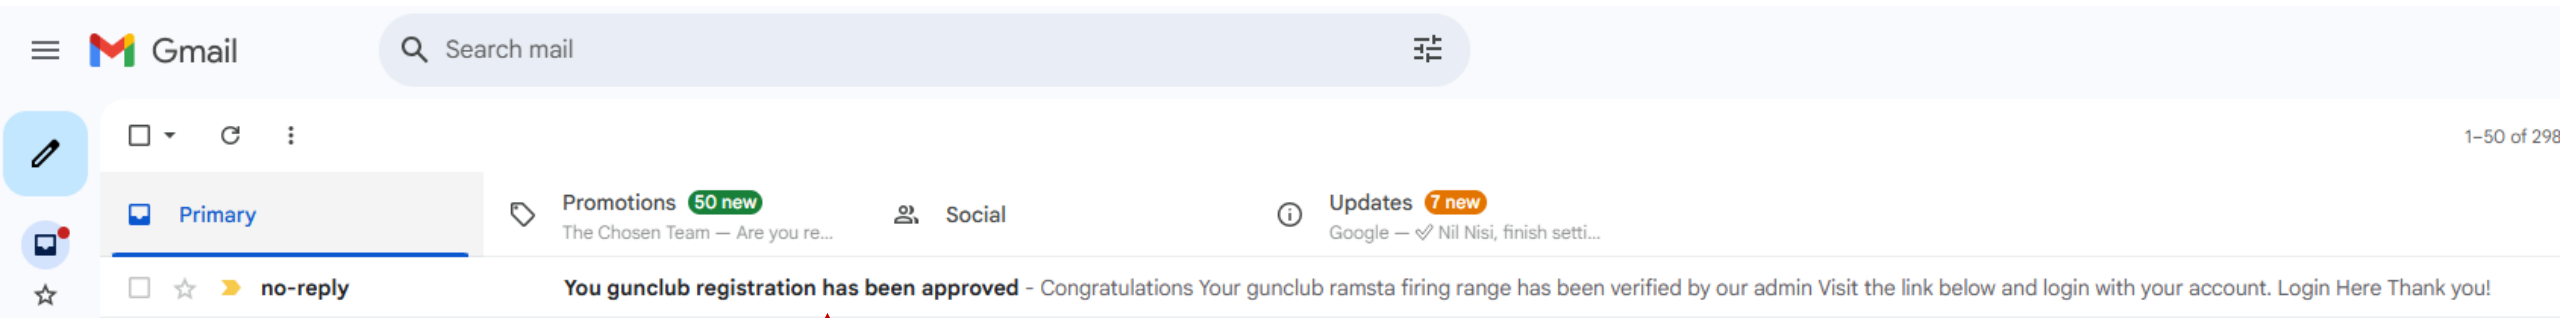 Gmail
Search mail
1–50 of 298
Primary
Promotions 50 new
The Chosen Team — Are you re...
Social
Updates 7 new
Google — ✅ Nil Nisi, finish setti...
no-reply You gunclub registration has been approved - Congratulations Your gunclub ramsta firing range has been verified by our admin Visit the link below and login with your account. Login Here Thank you!